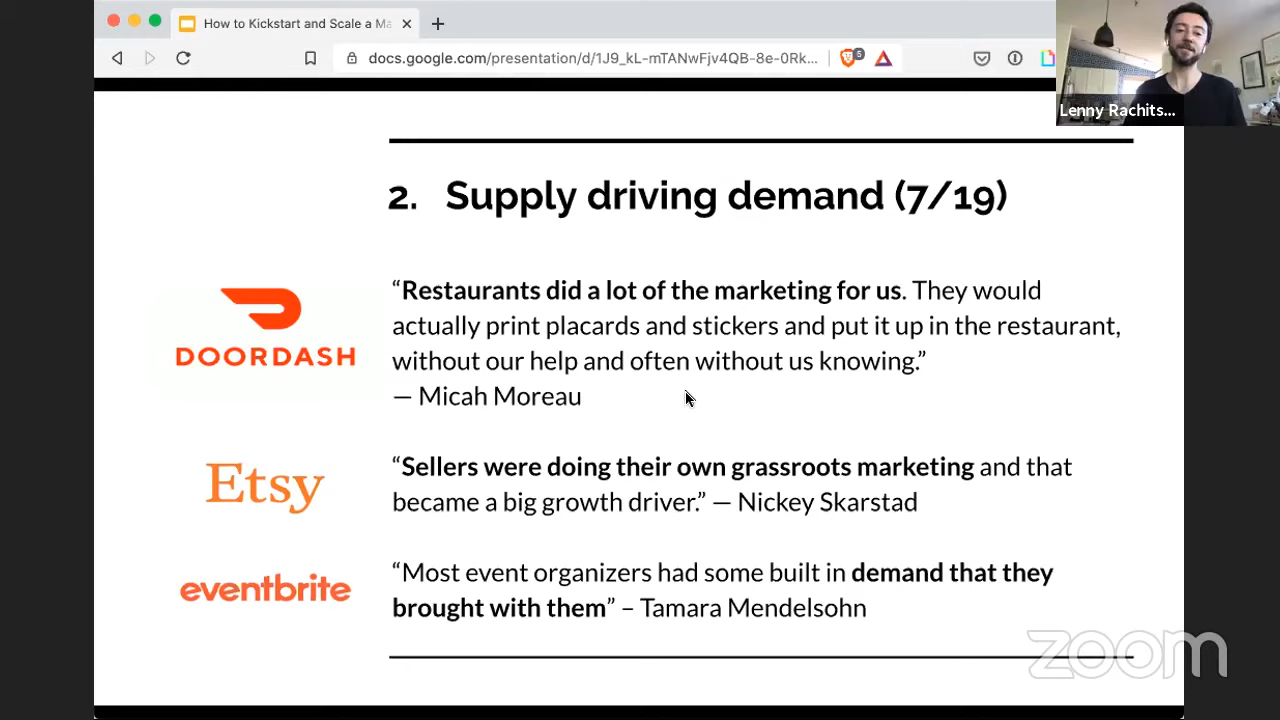 How to Kickstart and Scale a Ma
docs.google.com/presentation/d/1J9_kL-mTANwFjv4QB-8e-0Rk...
5
Lenny Rachits...
2. Supply driving demand (7/19)
DOORDASH
“Restaurants did a lot of the marketing for us. They would
actually print placards and stickers and put it up in the restaurant,
without our help and often without us knowing.”
— Micah Moreau
Etsy
“Sellers were doing their own grassroots marketing and that
became a big growth driver.” — Nickey Skarstad
eventbrite
“Most event organizers had some built in demand that they
brought with them” – Tamara Mendelsohn
zoom